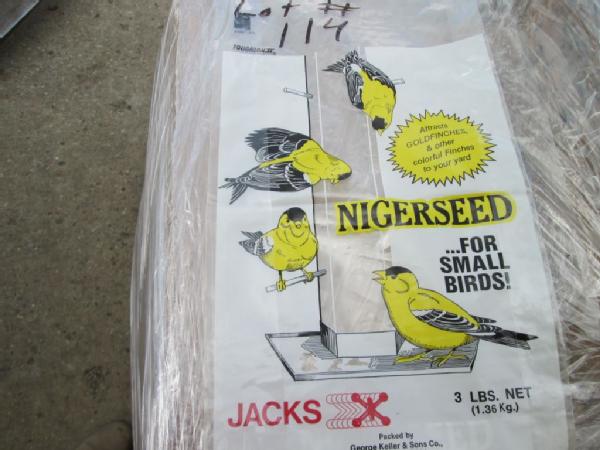 Lot #
114
Attracts
GOLDFINCHES,
& other
colorful Finches
to your yard
NIGERSEED
...FOR
SMALL
BIRDS!
JACKS
3 LBS. NET
(1.36 Kg.)
Packed by
George Keller & Sons Co.,